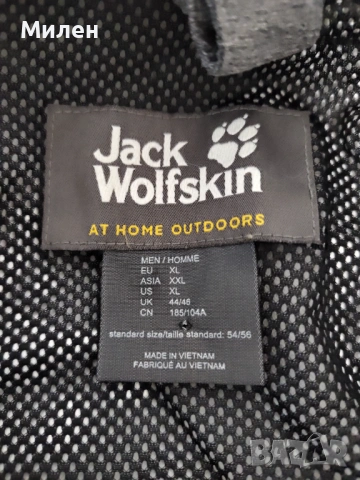 Милен
Jack
Wolfskin
AT HOME OUTDOORS
MEN / HOMME
EU XL
ASIA XXL
US XL
UK 44/46
CN 185/104A
standard size/taille standard: 54/56
MADE IN VIETNAM
FABRIQUÉ AU VIETNAM
BAZAR